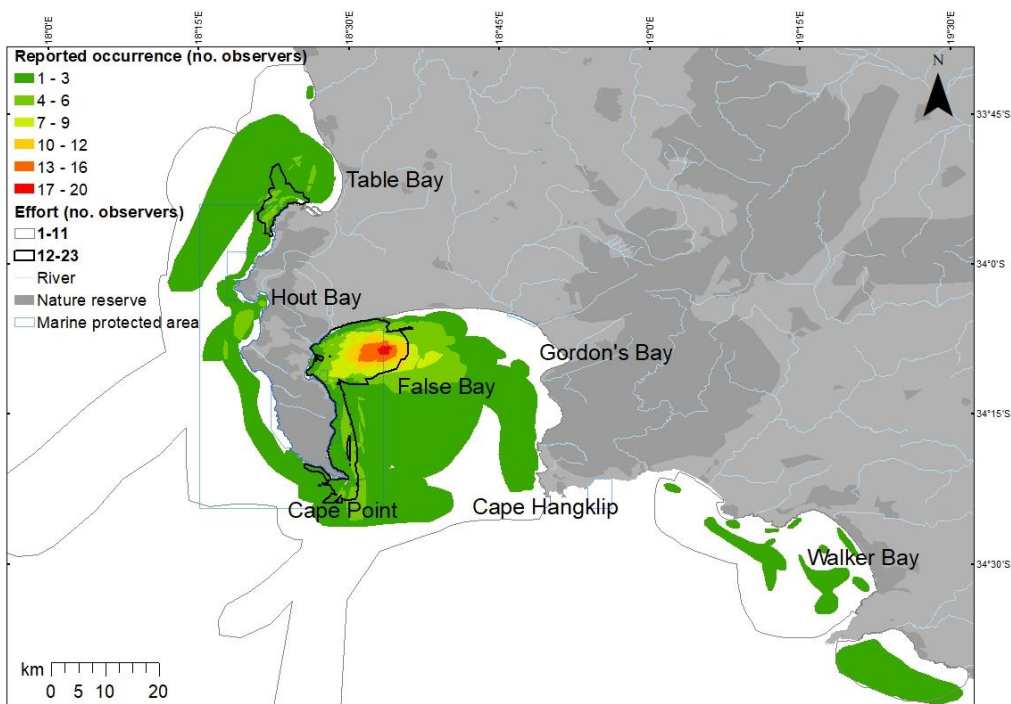 18°0'E
18°15'E
18°30'E
18°45'E
19°0'E
19°15'E
19°30'E
Reported occurrence (no. observers)
1 - 3
4 - 6
7 - 9
10 - 12
13 - 16
17 - 20
Effort (no. observers)
1-11
12-23
River
Nature reserve
Marine protected area
N
33°45'S
34°0'S
34°15'S
34°30'S
Table Bay
Hout Bay
Gordon's Bay
False Bay
Cape Point
Cape Hangklip
Walker Bay
km
0 5 10 20